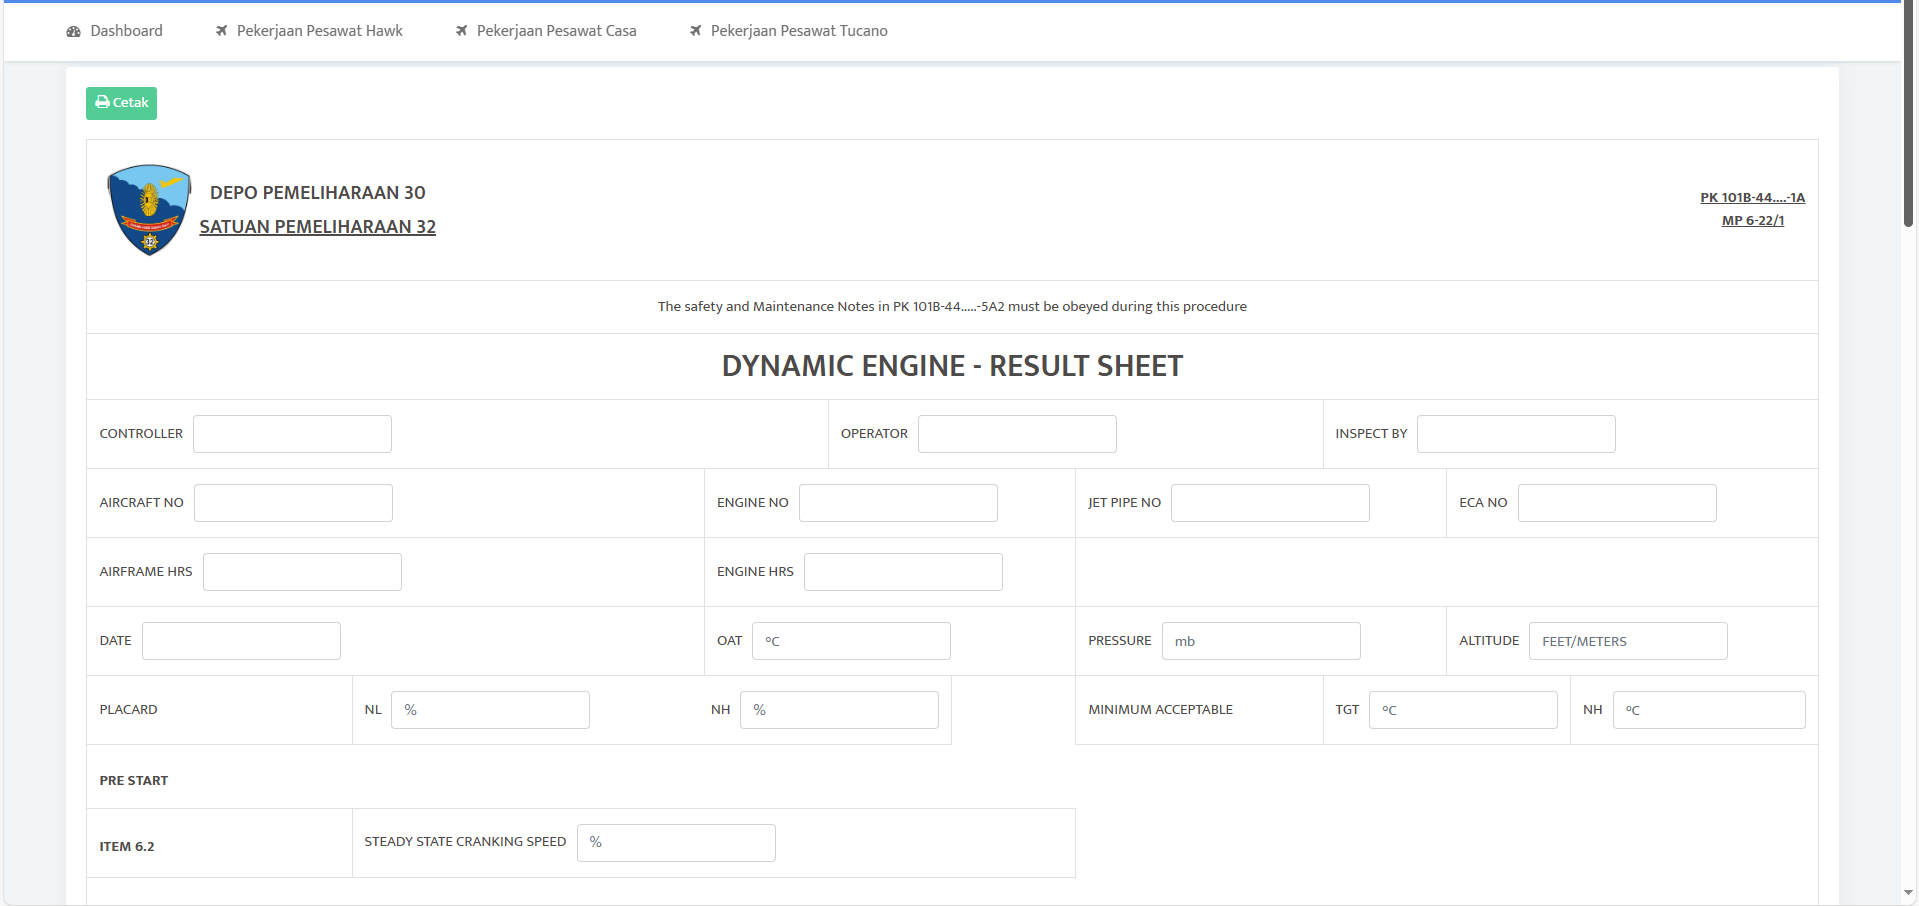 Dashboard Pekerjaan Pesawat Hawk Pekerjaan Pesawat Casa Pekerjaan Pesawat Tucano
Cetak
DEPO PEMELIHARAAN 30
SATUAN PEMELIHARAAN 32
PK 101B-44....-1A
MP 6-22/1
32
The safety and Maintenance Notes in PK 101B-44.....-5A2 must be obeyed during this procedure
DYNAMIC ENGINE - RESULT SHEET
CONTROLLER OPERATOR INSPECT BY
AIRCRAFT NO ENGINE NO JET PIPE NO ECA NO
AIRFRAME HRS ENGINE HRS
DATE OAT °C PRESSURE mb ALTITUDE FEET/METERS
PLACARD NL % NH % MINIMUM ACCEPTABLE TGT °C NH °C
PRE START
ITEM 6.2 STEADY STATE CRANKING SPEED %